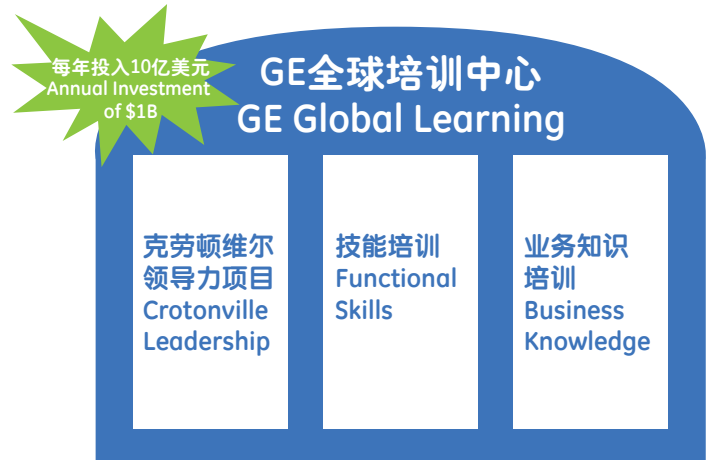 每年投入10亿美元
Annual Investment
of $1B
GE全球培训中心
GE Global Learning
克劳顿维尔
领导力项目
Crotonville
Leadership
技能培训
Functional
Skills
业务知识
培训
Business
Knowledge